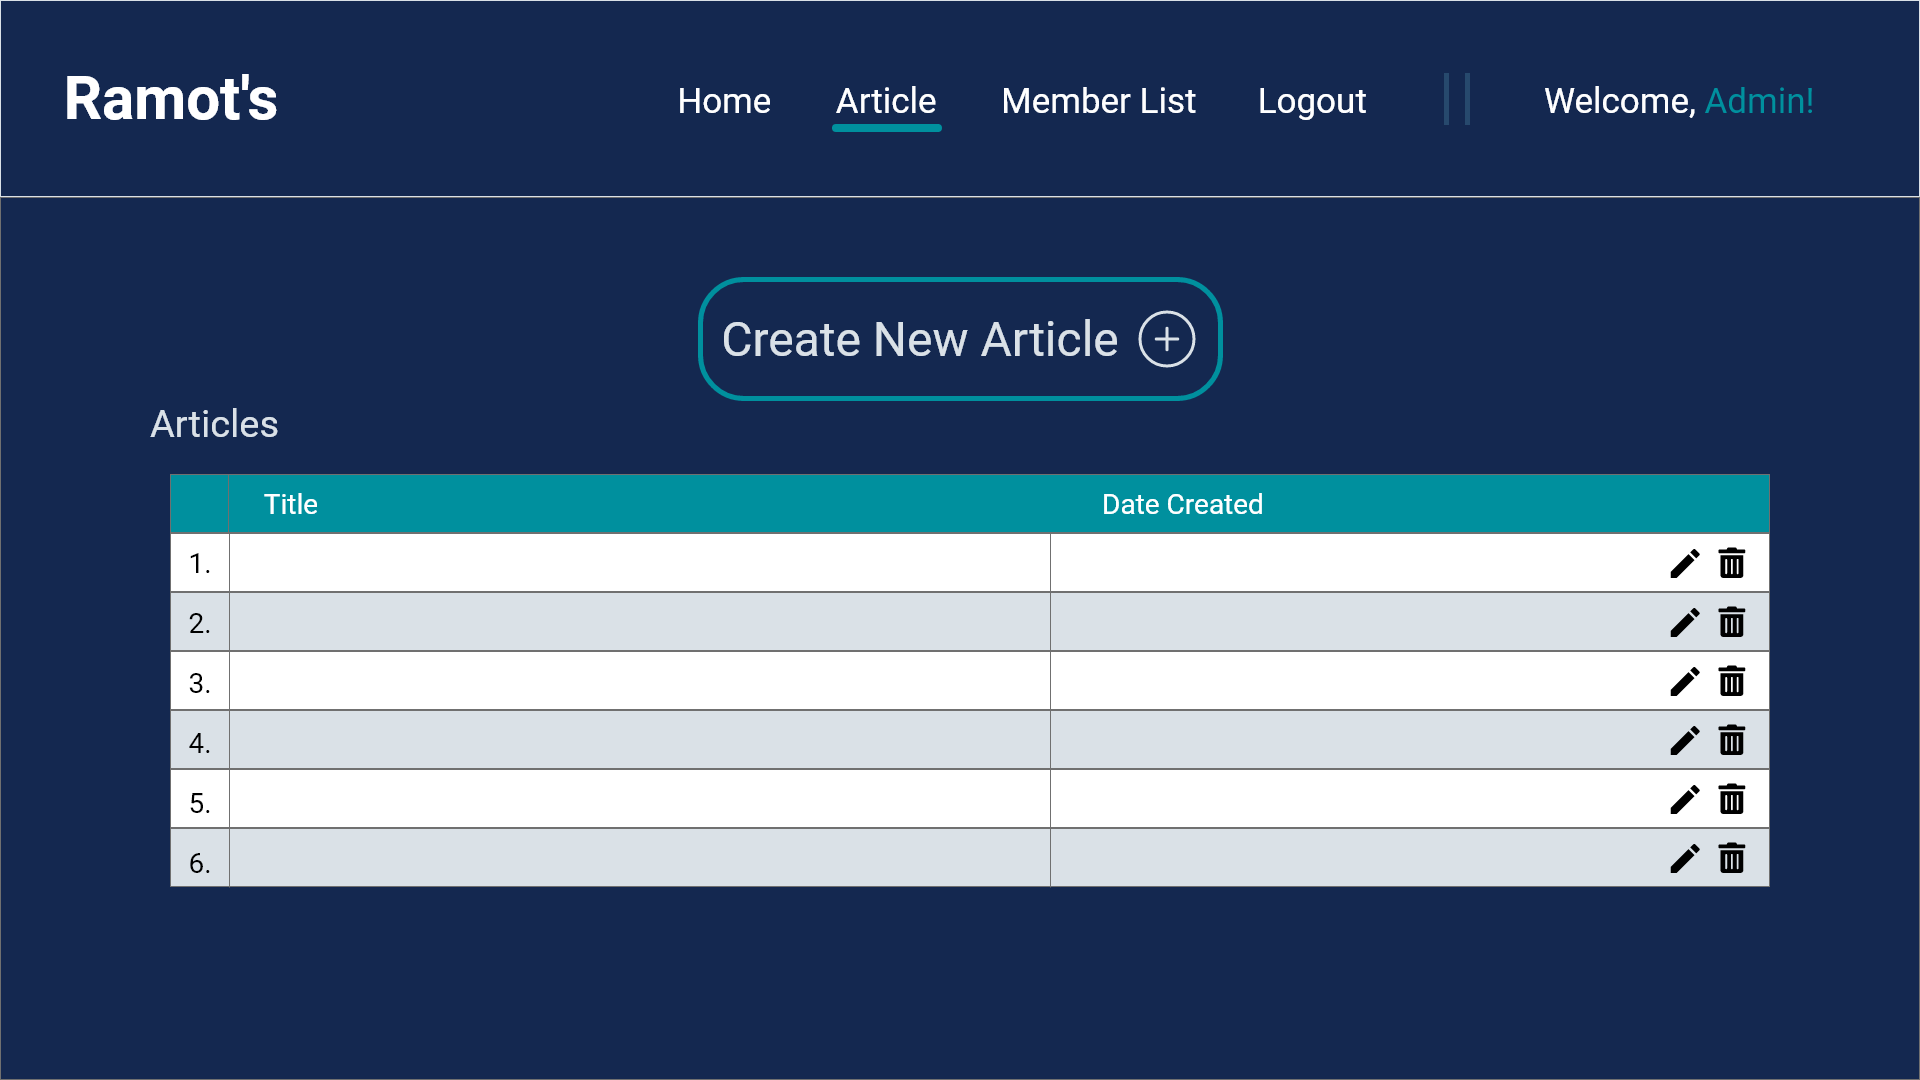 Ramot's
Home Article Member List Logout Welcome, Admin!
Create New Article
Articles
Title Date Created
1.
2.
3.
4.
5.
6.